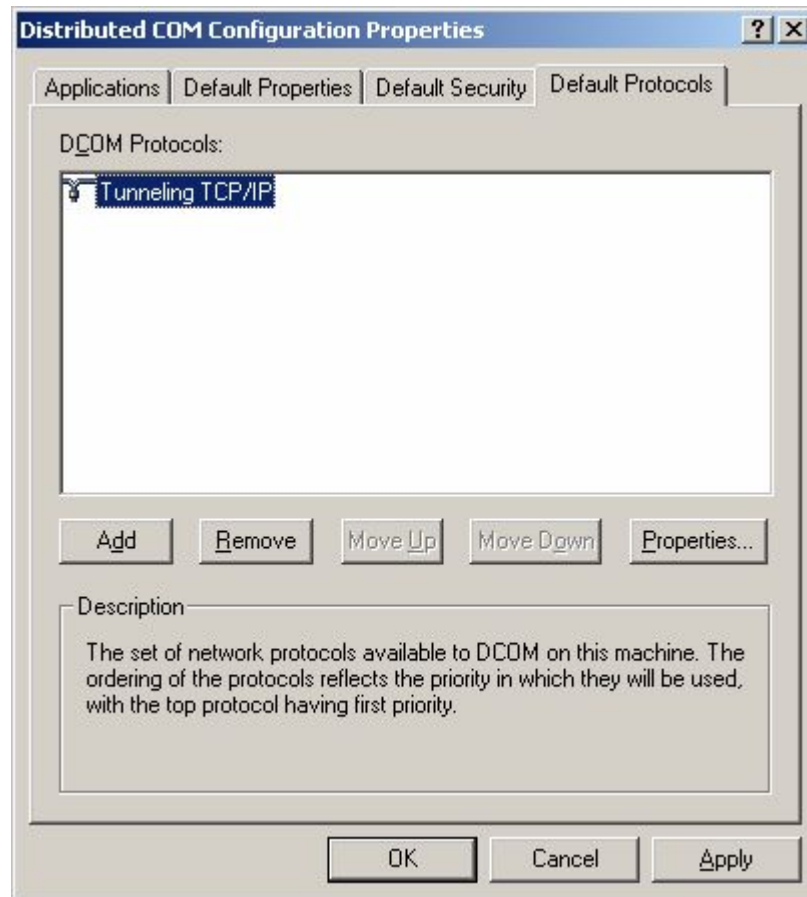 Distributed COM Configuration Properties
Applications
Default Properties
Default Security
Default Protocols
DCOM Protocols:
Tunneling TCP/IP
Add
Remove
Move Up
Move Down
Properties...
Description
The set of network protocols available to DCOM on this machine. The
ordering of the protocols reflects the priority in which they will be used,
with the top protocol having first priority.
OK
Cancel
Apply